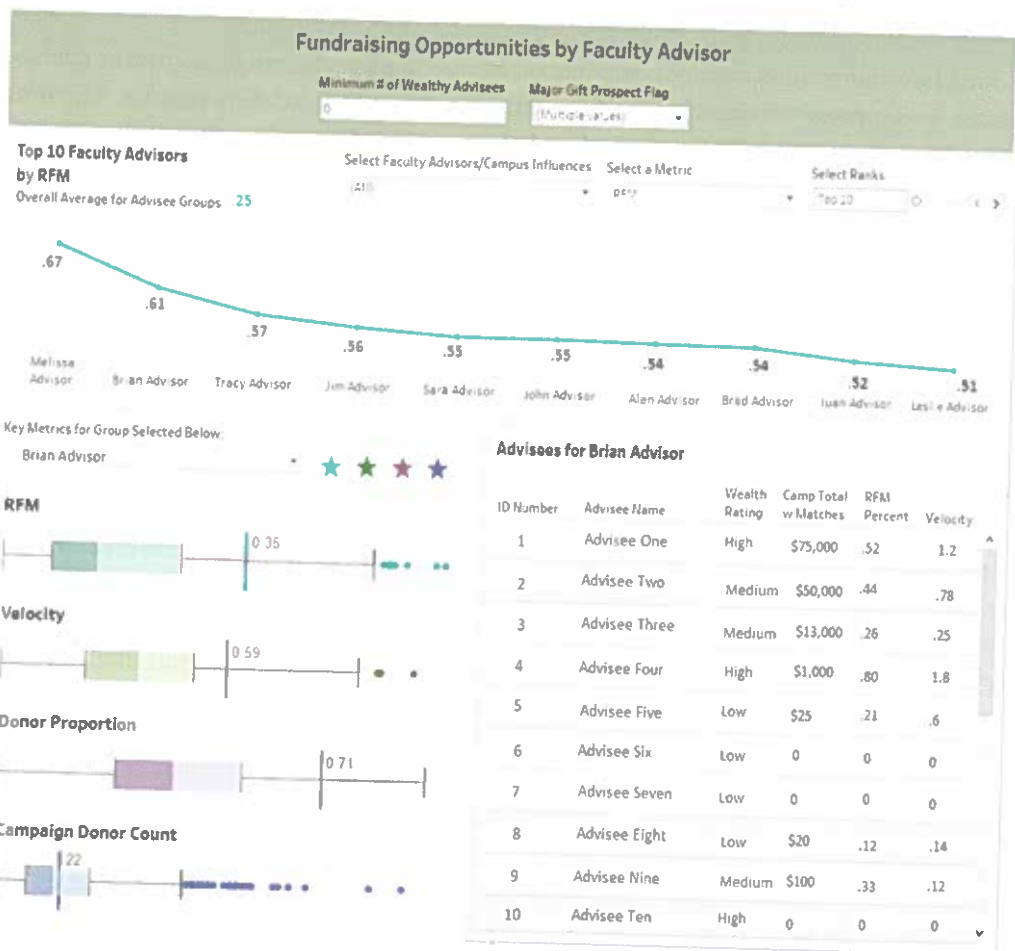 Fundraising Opportunities by Faculty Advisor
Minimum # of Wealthy Advisees Major Gift Prospect Flag
0 (Multiple values)
Top 10 Faculty Advisors
by RFM
Select Faculty Advisors/Campus Influences Select a Metric Select Ranks
(All) RFM Top 10
Overall Average for Advisee Groups .25
.67
.61
.57
.56
.55
.55
.54
.54
.52
.51
Melissa
Advisor
Brian Advisor
Tracy Advisor
Jim Advisor
Sara Advisor
John Advisor
Alan Advisor
Brad Advisor
Juan Advisor
Leslie Advisor
Key Metrics for Group Selected Below:
Brian Advisor
RFM
0 35
Velocity
0 59
Donor Proportion
0 71
Campaign Donor Count
22
Advisees for Brian Advisor
ID Number Advisee Name Wealth Rating Camp Total w Matches RFM Percent Velocity
1 Advisee One High $75,000 .52 1.2
2 Advisee Two Medium $50,000 .44 .78
3 Advisee Three Medium $13,000 .26 .25
4 Advisee Four High $1,000 .80 1.8
5 Advisee Five Low $25 .21 .6
6 Advisee Six Low 0 0 0
7 Advisee Seven Low 0 0 0
8 Advisee Eight Low $20 .12 .14
9 Advisee Nine Medium $100 .33 .12
10 Advisee Ten High 0 0 0